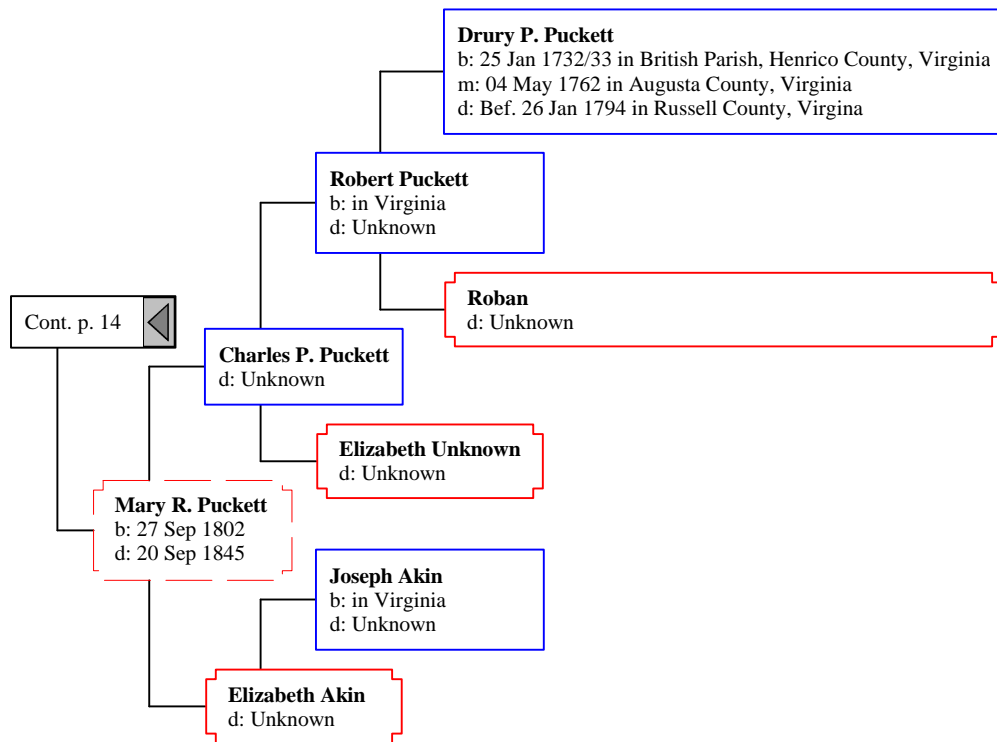 Drury P. Puckett
b: 25 Jan 1732/33 in British Parish, Henrico County, Virginia
m: 04 May 1762 in Augusta County, Virginia
d: Bef. 26 Jan 1794 in Russell County, Virgina
Robert Puckett
b: in Virginia
d: Unknown
Roban
d: Unknown
Cont. p. 14
Charles P. Puckett
d: Unknown
Elizabeth Unknown
d: Unknown
Mary R. Puckett
b: 27 Sep 1802
d: 20 Sep 1845
Joseph Akin
b: in Virginia
d: Unknown
Elizabeth Akin
d: Unknown